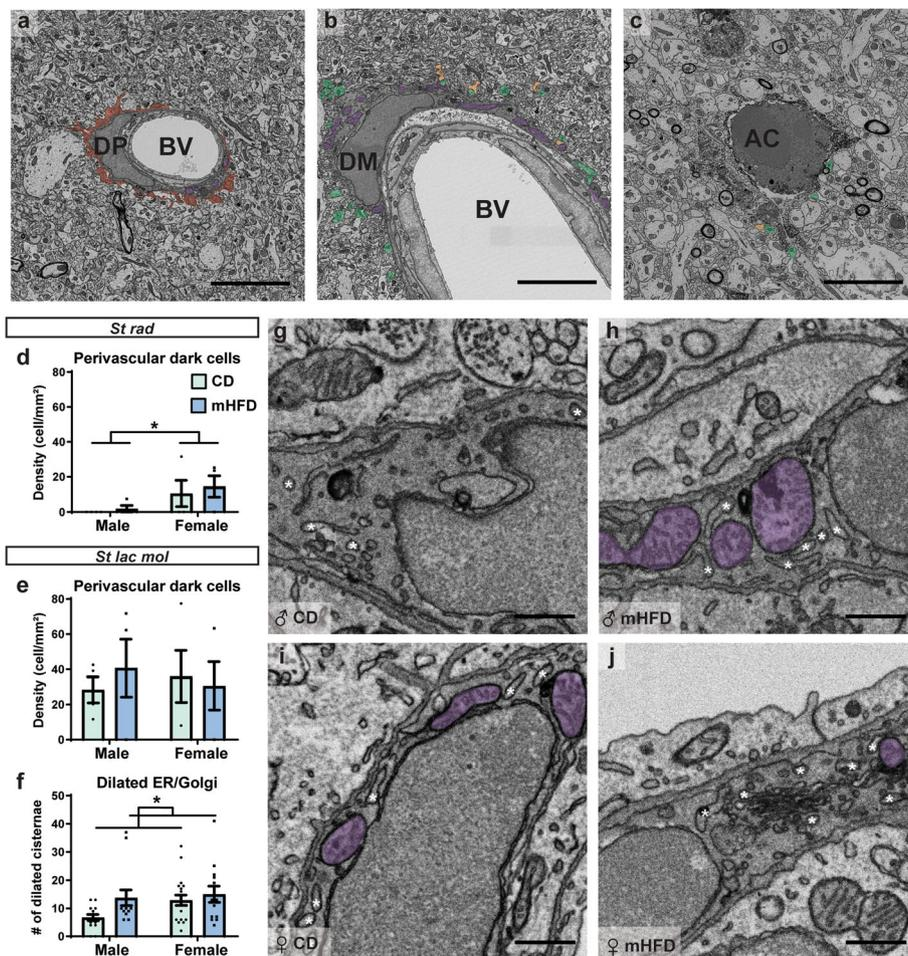 a
DP
BV
b
DM
BV
c
AC
St rad
d
Perivascular dark cells
Density (cell/mm²)
80
60
40
20
0
*
CD
mHFD
Male
Female
St lac mol
e
Perivascular dark cells
Density (cell/mm²)
80
60
40
20
0
Male
Female
f
Dilated ER/Golgi
# of dilated cisternae
50
40
30
20
10
0
*
Male
Female
g
* * * *
♂ CD
h
* * * * * *
♂ mHFD
i
* * * * *
♀ CD
j
* * * * * * *
♀ mHFD